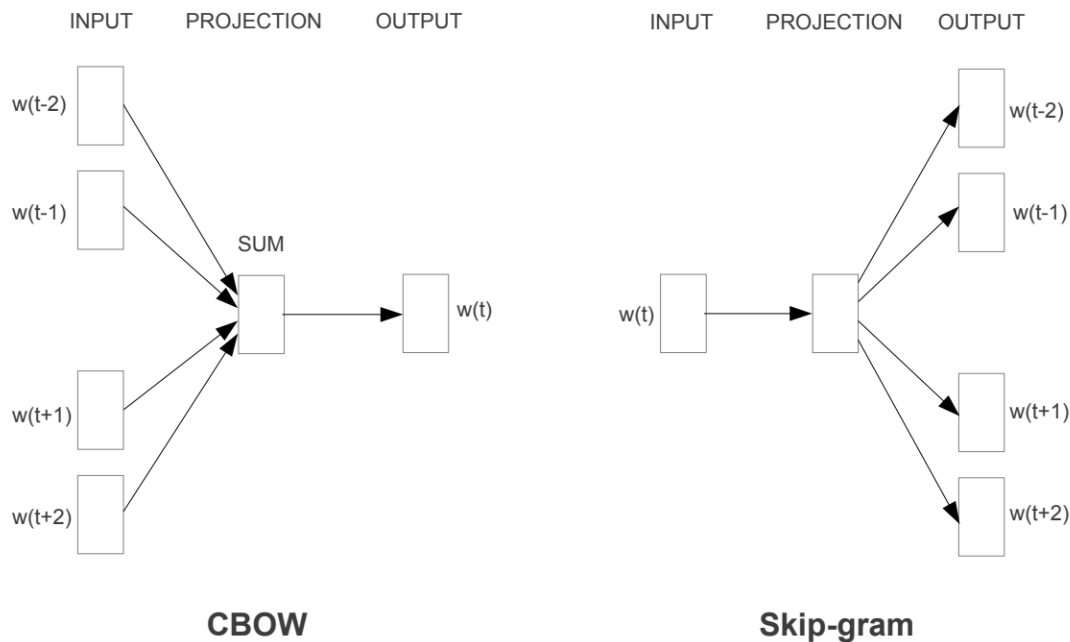 INPUT PROJECTION OUTPUT
w(t-2)
w(t-1)
SUM
w(t)
w(t+1)
w(t+2)
CBOW
INPUT PROJECTION OUTPUT
w(t-2)
w(t-1)
w(t)
w(t+1)
w(t+2)
Skip-gram